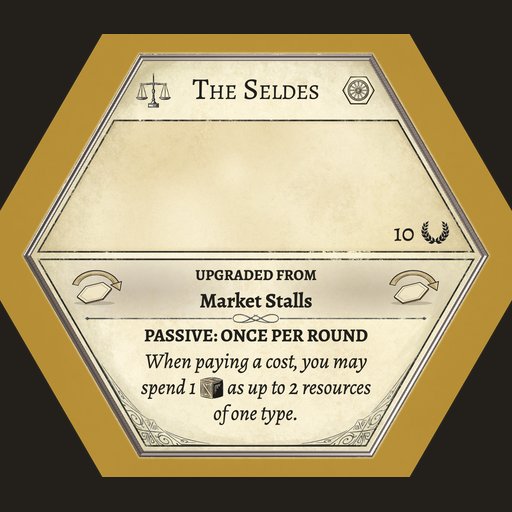 The Seldes
10
UPGRADED FROM
Market Stalls
PASSIVE: ONCE PER ROUND
When paying a cost, you may
spend 1 as up to 2 resources
of one type.